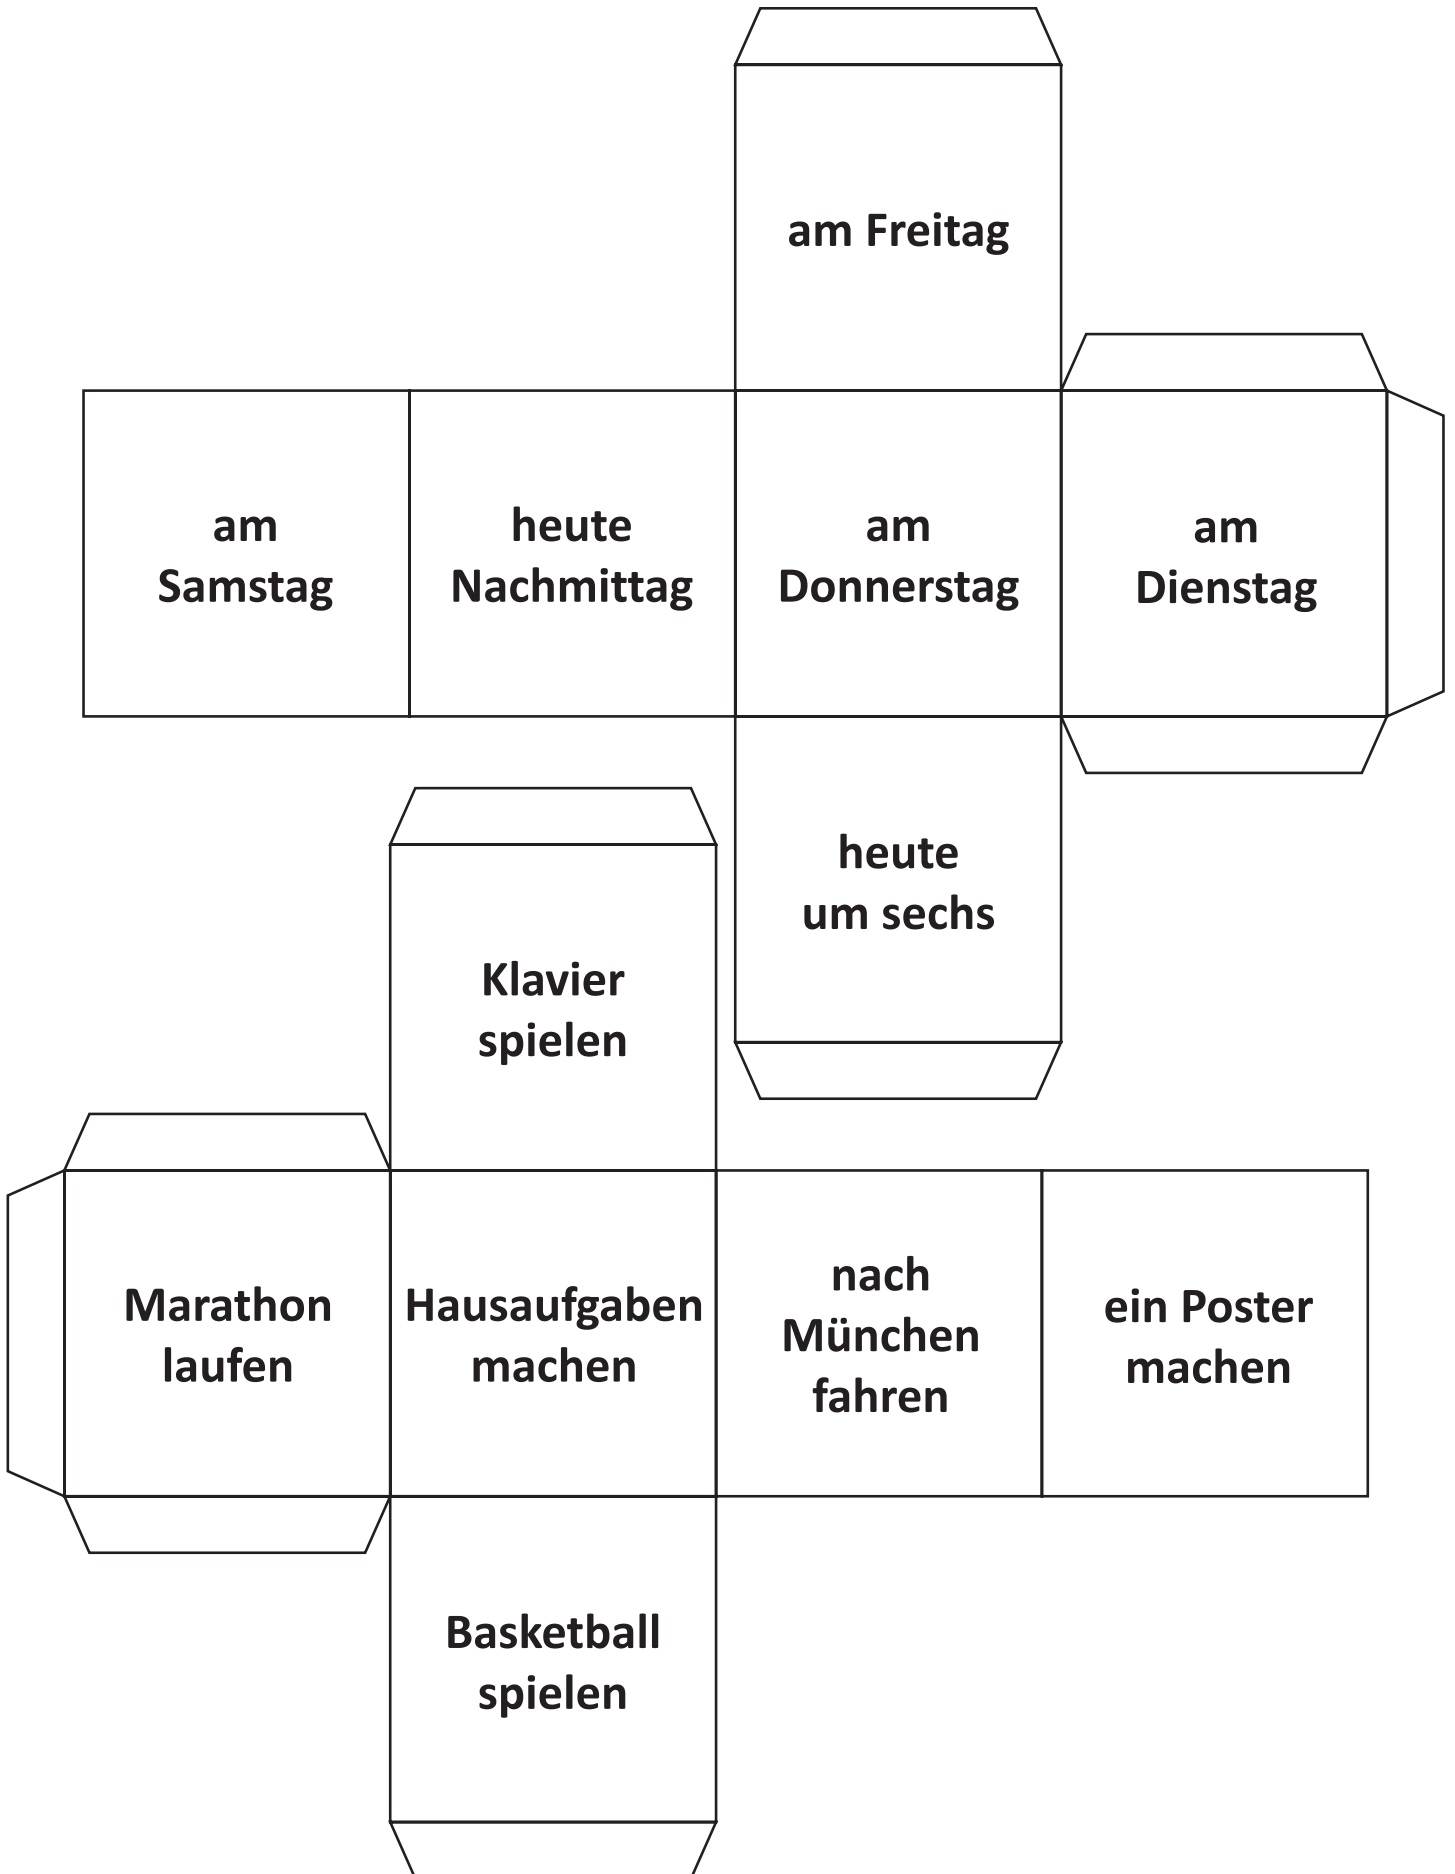 am Freitag
am
Samstag
heute
Nachmittag
am
Donnerstag
am
Dienstag
heute
um sechs
Klavier
spielen
Marathon
laufen
Hausaufgaben
machen
nach
München
fahren
ein Poster
machen
Basketball
spielen